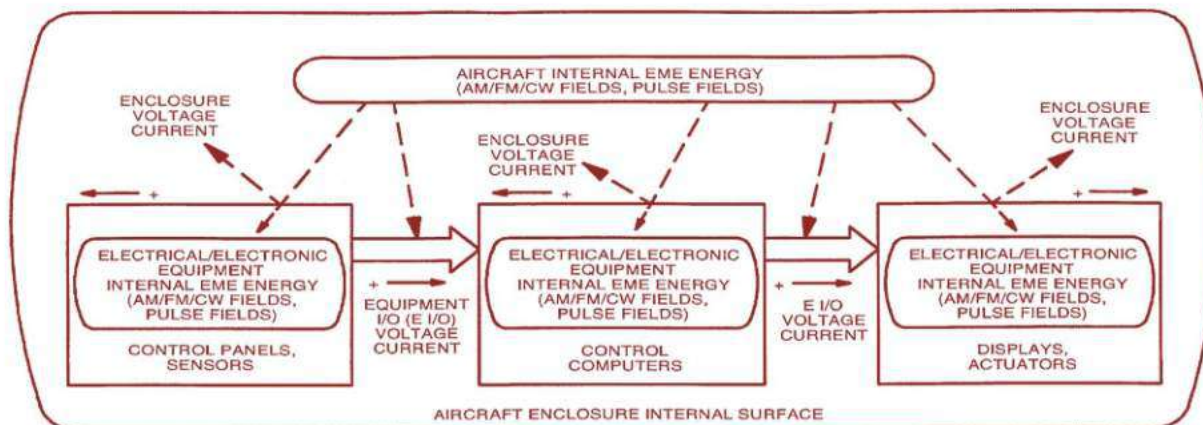 AIRCRAFT INTERNAL EME ENERGY
(AM/FM/CW FIELDS, PULSE FIELDS)
ENCLOSURE
VOLTAGE
CURRENT
ENCLOSURE
VOLTAGE
CURRENT
ENCLOSURE
VOLTAGE
CURRENT
+
+
+
ELECTRICAL/ELECTRONIC
EQUIPMENT
INTERNAL EME ENERGY
(AM/FM/CW FIELDS,
PULSE FIELDS)
CONTROL PANELS,
SENSORS
+
EQUIPMENT
I/O (E I/O)
VOLTAGE
CURRENT
ELECTRICAL/ELECTRONIC
EQUIPMENT
INTERNAL EME ENERGY
(AM/FM/CW FIELDS,
PULSE FIELDS)
CONTROL
COMPUTERS
+
E I/O
VOLTAGE
CURRENT
ELECTRICAL/ELECTRONIC
EQUIPMENT
INTERNAL EME ENERGY
(AM/FM/CW FIELDS,
PULSE FIELDS)
DISPLAYS,
ACTUATORS
AIRCRAFT ENCLOSURE INTERNAL SURFACE